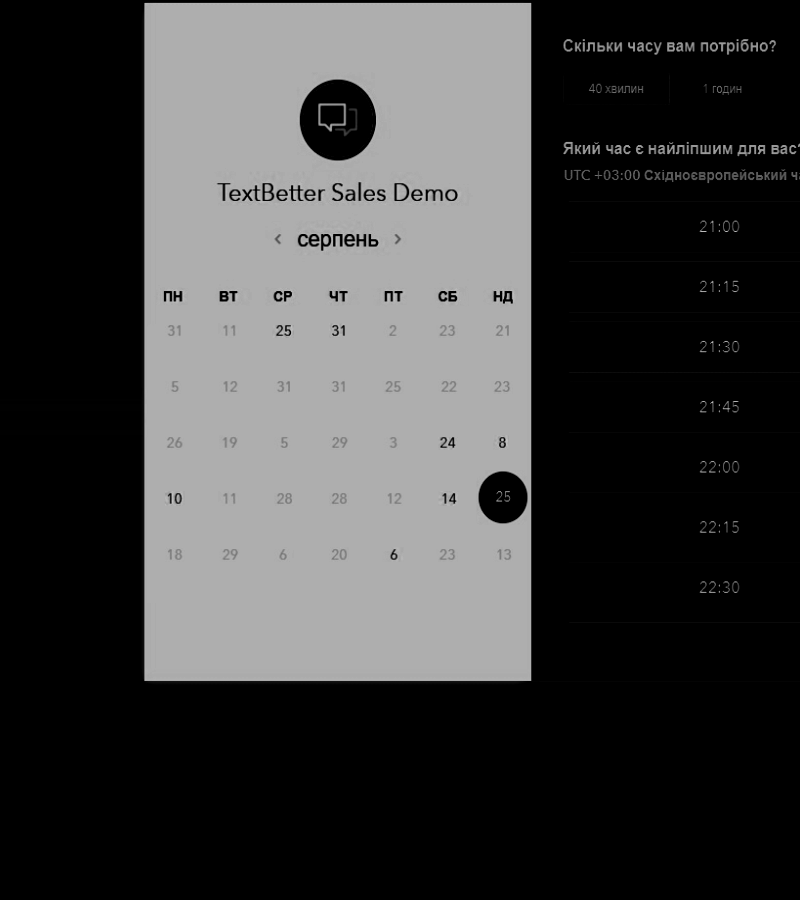 TextBetter Sales Demo
серпень
ПН ВТ СР ЧТ ПТ СБ НД
31 11 25 31 2 23 21
5 12 31 31 25 22 23
26 19 5 29 3 24 8
10 11 28 28 12 14 25
18 29 6 20 6 23 13
Скільки часу вам потрібно?
40 хвилин 1 годин
Який час є найліпшим для вас?
UTC +03:00 Східноєвропейський
21:00
21:15
21:30
21:45
22:00
22:15
22:30